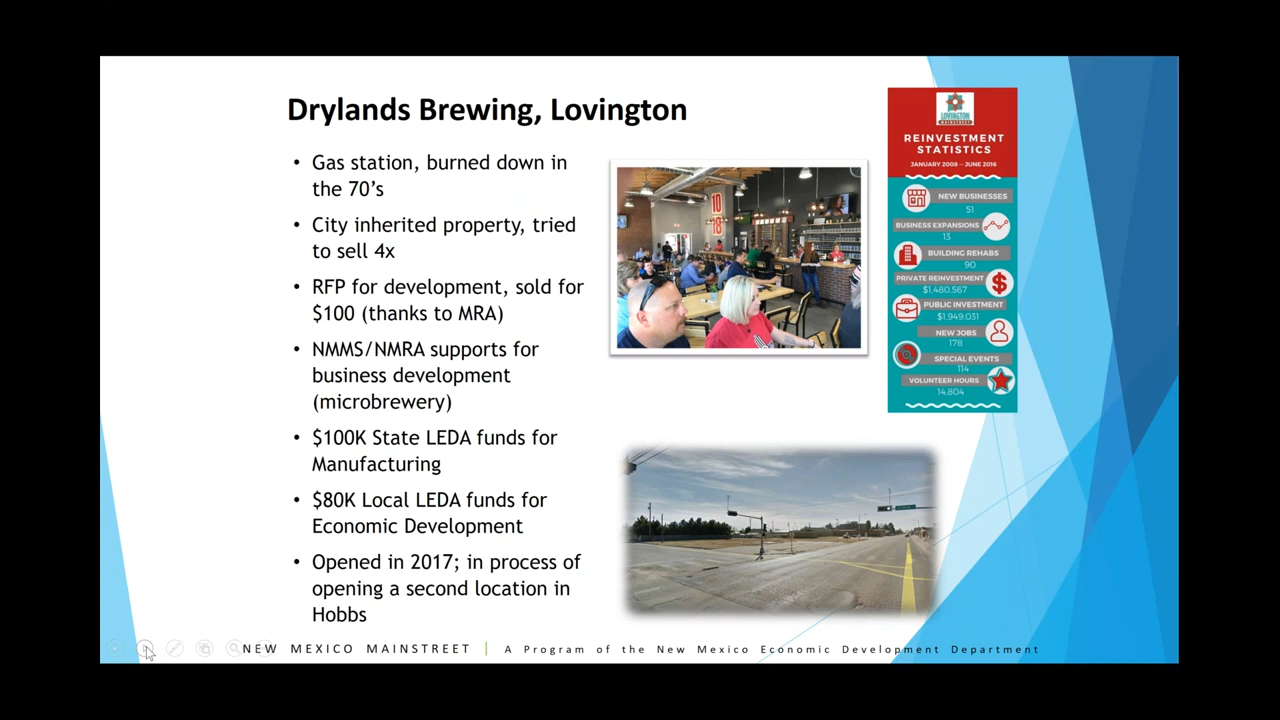 Drylands Brewing, Lovington
• Gas station, burned down in
the 70's
• City inherited property, tried
to sell 4x
• RFP for development, sold for
$100 (thanks to MRA)
• NMMS/NMRA supports for
business development
(microbrewery)
• $100K State LEDA funds for
Manufacturing
• $80K Local LEDA funds for
Economic Development
• Opened in 2017; in process of
opening a second location in
Hobbs
10
18
LOVINGTON
MAINSTREET
REINVESTMENT
STATISTICS
JANUARY 2008 -- JUNE 2016
NEW BUSINESSES
51
BUSINESS EXPANSIONS
13
BUILDING REHABS
90
PRIVATE REINVESTMENT
$1,480,567
PUBLIC INVESTMENT
$1,949,031
NEW JOBS
178
SPECIAL EVENTS
114
VOLUNTEER HOURS
14,804
NEW MEXICO MAINSTREET | A Program of the New Mexico Economic Development Department